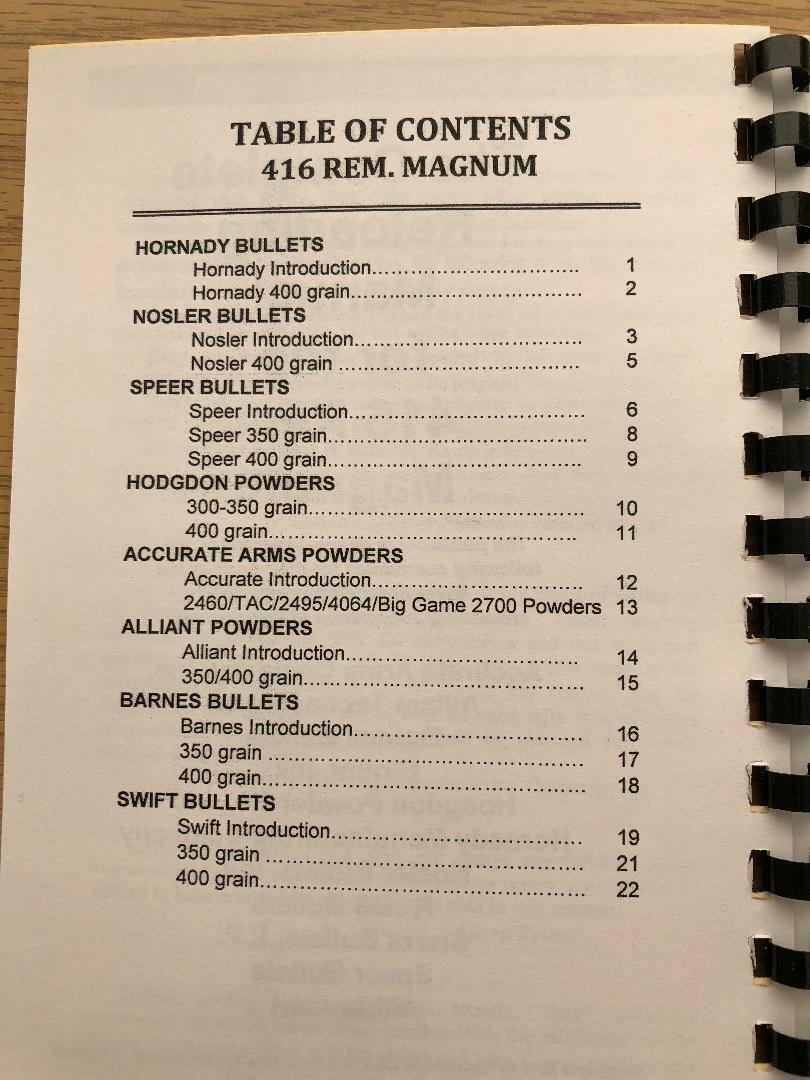 TABLE OF CONTENTS
416 REM. MAGNUM
HORNADY BULLETS
Hornady Introduction................................ 1
Hornady 400 grain................................... 2
NOSLER BULLETS
Nosler Introduction................................... 3
Nosler 400 grain ..................................... 5
SPEER BULLETS
Speer Introduction.................................... 6
Speer 350 grain....................................... 8
Speer 400 grain....................................... 9
HODGDON POWDERS
300-350 grain.......................................... 10
400 grain................................................ 11
ACCURATE ARMS POWDERS
Accurate Introduction................................ 12
2460/TAC/2495/4064/Big Game 2700 Powders 13
ALLIANT POWDERS
Alliant Introduction................................... 14
350/400 grain.......................................... 15
BARNES BULLETS
Barnes Introduction.................................. 16
350 grain ............................................... 17
400 grain................................................ 18
SWIFT BULLETS
Swift Introduction..................................... 19
350 grain ............................................... 21
400 grain................................................ 22